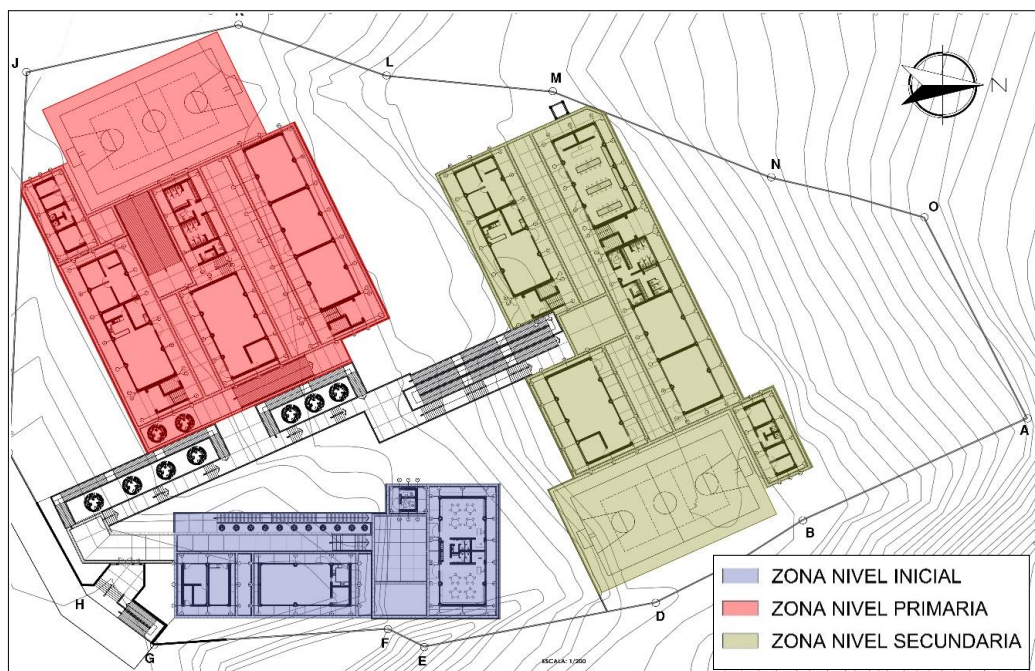 K
J
L
M
N
N
O
A
B
H
D
F
G
E
ESCALA: 1/200
ZONA NIVEL INICIAL
ZONA NIVEL PRIMARIA
ZONA NIVEL SECUNDARIA